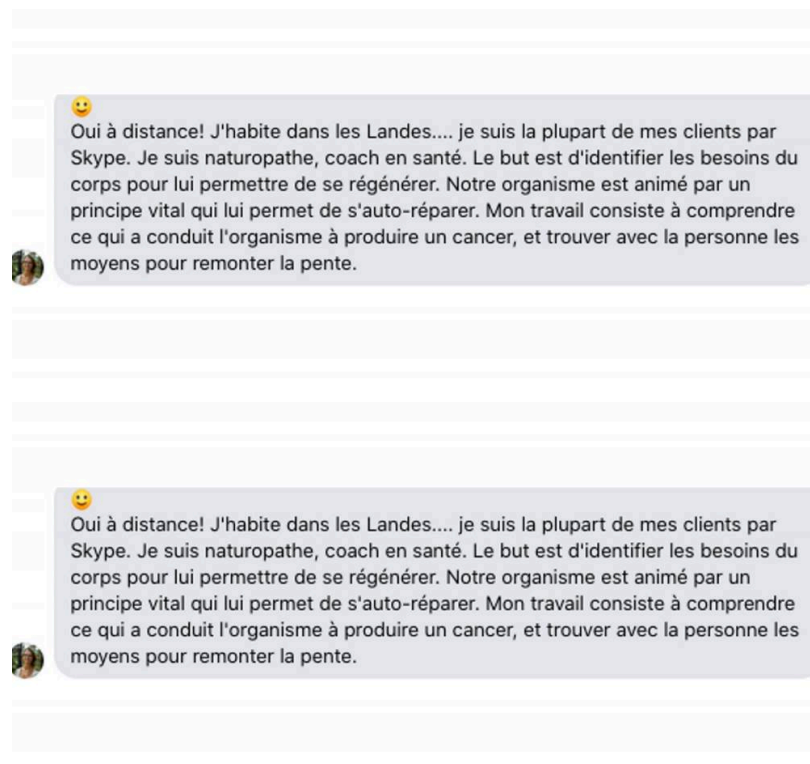 🙂
Oui à distance! J'habite dans les Landes.... je suis la plupart de mes clients par
Skype. Je suis naturopathe, coach en santé. Le but est d'identifier les besoins du
corps pour lui permettre de se régénérer. Notre organisme est animé par un
principe vital qui lui permet de s'auto-réparer. Mon travail consiste à comprendre
ce qui a conduit l'organisme à produire un cancer, et trouver avec la personne les
moyens pour remonter la pente.
🙂
Oui à distance! J'habite dans les Landes.... je suis la plupart de mes clients par
Skype. Je suis naturopathe, coach en santé. Le but est d'identifier les besoins du
corps pour lui permettre de se régénérer. Notre organisme est animé par un
principe vital qui lui permet de s'auto-réparer. Mon travail consiste à comprendre
ce qui a conduit l'organisme à produire un cancer, et trouver avec la personne les
moyens pour remonter la pente.